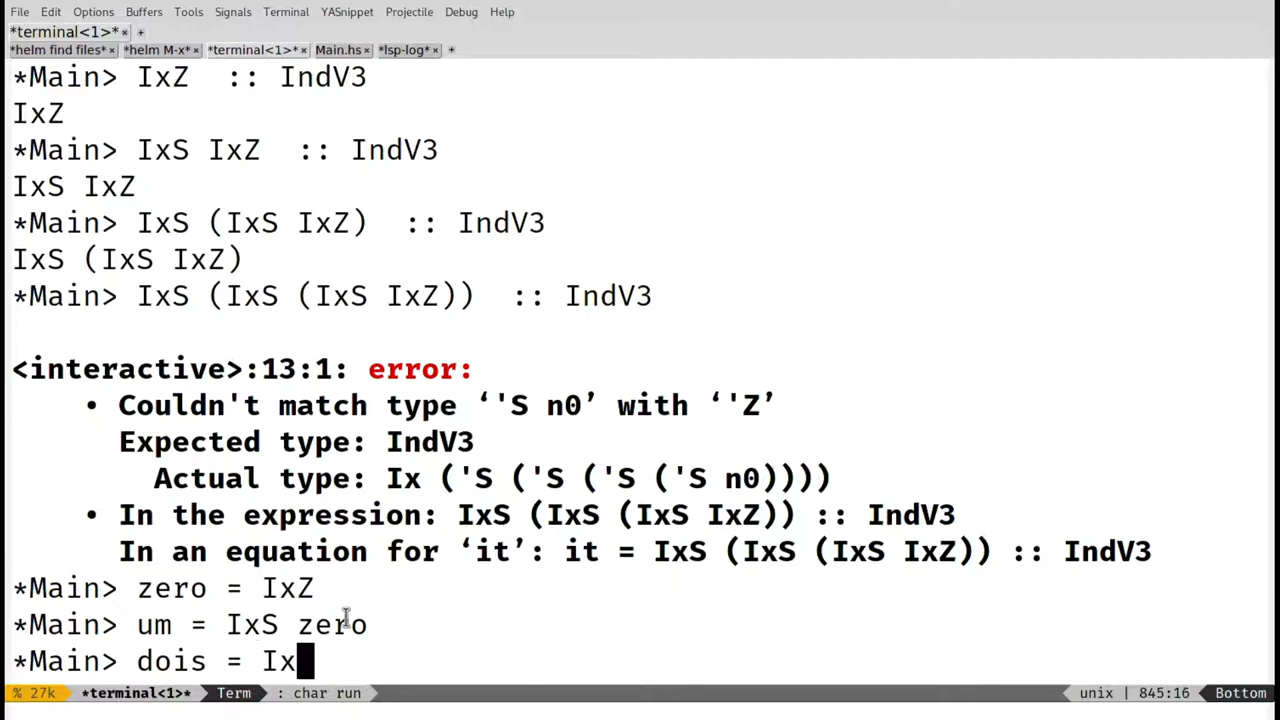 File Edit Options Buffers Tools Signals Terminal YASnippet Projectile Debug Help
*terminal<1>*× +
*helm find files*× *helm M-x*× *terminal<1>*× Main.hs× *lsp-log*× +
*Main> IxZ  :: IndV3
IxZ
*Main> IxS IxZ  :: IndV3
IxS IxZ
*Main> IxS (IxS IxZ)  :: IndV3
IxS (IxS IxZ)
*Main> IxS (IxS (IxS IxZ))  :: IndV3
<interactive>:13:1: error:
• Couldn't match type ‘'S n0’ with ‘'Z’
Expected type: IndV3
Actual type: Ix ('S ('S ('S ('S n0))))
• In the expression: IxS (IxS (IxS IxZ)) :: IndV3
In an equation for ‘it’: it = IxS (IxS (IxS IxZ)) :: IndV3
*Main> zero = IxZ
*Main> um = IxS zero
*Main> dois = Ix
% 27k *terminal<1>* Term : char run unix | 845:16 Bottom